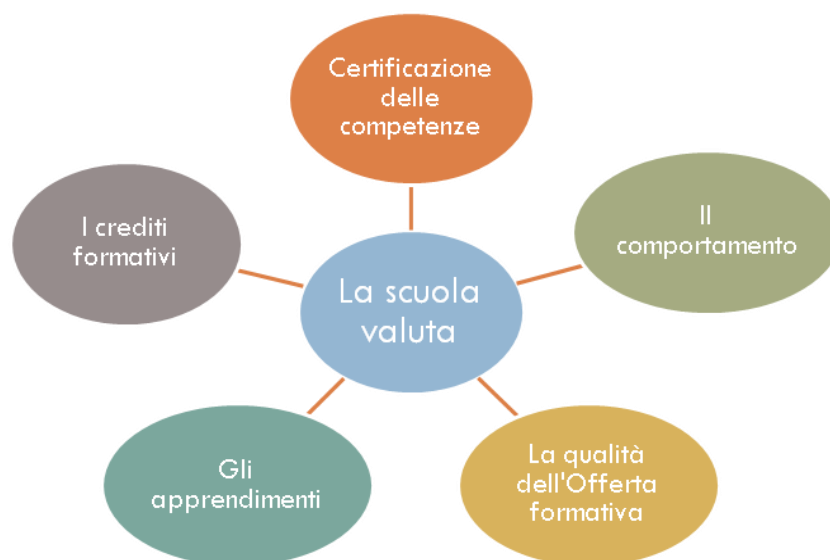 Certificazione
delle
competenze
Il
comportamento
La qualità
dell'Offerta
formativa
Gli
apprendimenti
I crediti
formativi
La scuola
valuta